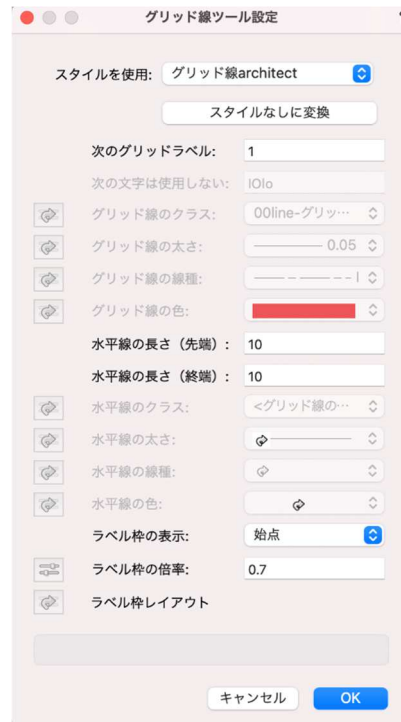 グリッド線ツール設定
スタイルを使用: グリッド線architect
スタイルなしに変換
次のグリッドラベル: 1
次の文字は使用しない: IOlo
グリッド線のクラス: 00line-グリッ…
グリッド線の太さ: 0.05
グリッド線の線種:
グリッド線の色:
水平線の長さ（先端）: 10
水平線の長さ（終端）: 10
水平線のクラス: <グリッド線の…
水平線の太さ:
水平線の線種:
水平線の色:
ラベル枠の表示: 始点
ラベル枠の倍率: 0.7
ラベル枠レイアウト
キャンセル OK